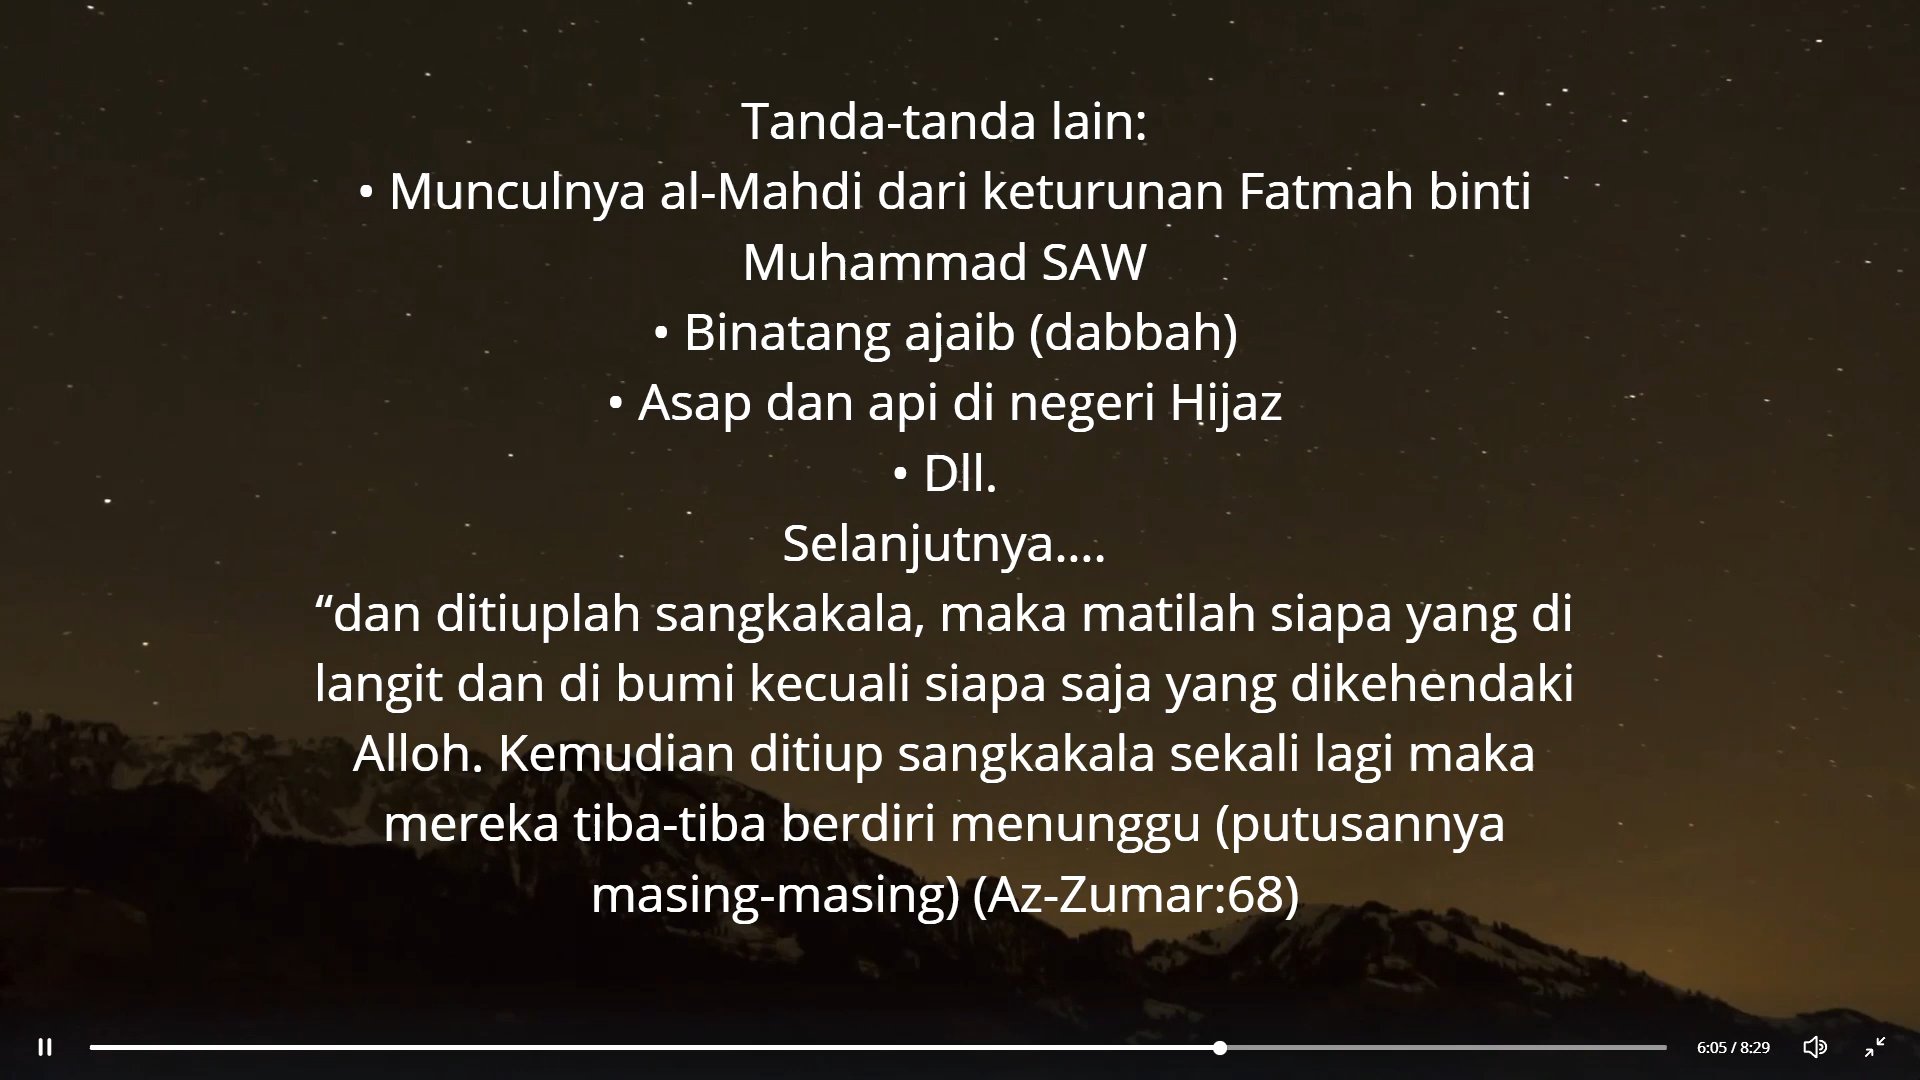 Tanda-tanda lain:
• Munculnya al-Mahdi dari keturunan Fatmah binti
Muhammad SAW
• Binatang ajaib (dabbah)
• Asap dan api di negeri Hijaz
• Dll.
Selanjutnya....
“dan ditiuplah sangkakala, maka matilah siapa yang di
langit dan di bumi kecuali siapa saja yang dikehendaki
Alloh. Kemudian ditiup sangkakala sekali lagi maka
mereka tiba-tiba berdiri menunggu (putusannya
masing-masing) (Az-Zumar:68)
6:05 / 8:29